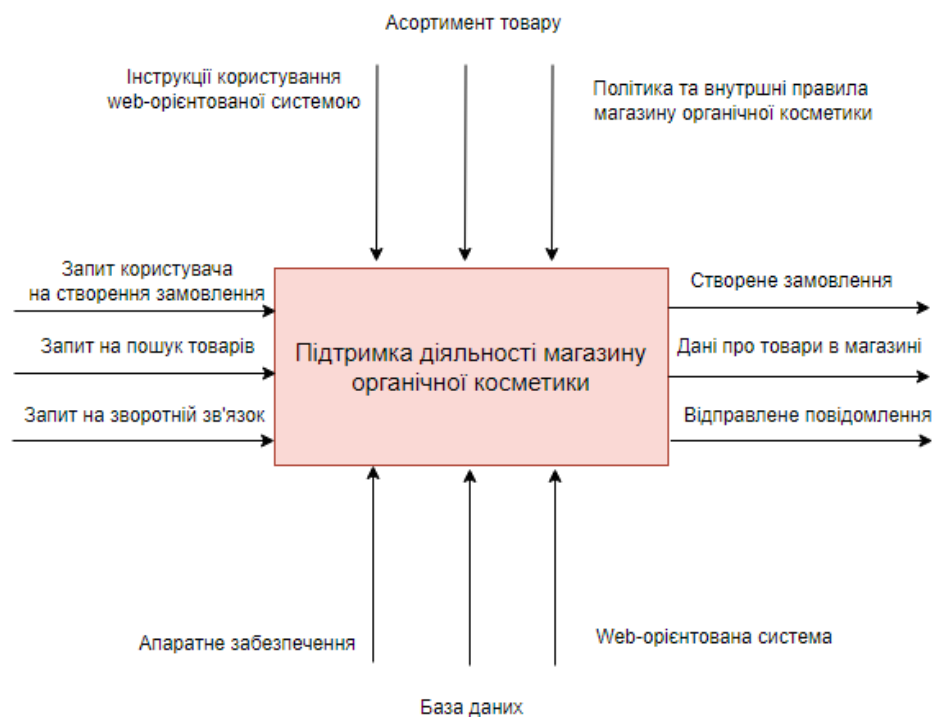 Асортимент товару
Інструкції користування
web-орієнтованої системою
Політика та внутршні правила
магазину органічної косметики
Запит користувача
на створення замовлення
Запит на пошук товарів
Запит на зворотній зв'язок
Підтримка діяльності магазину
органічної косметики
Створене замовлення
Дані про товари в магазині
Відправлене повідомлення
Апаратне забезпечення
Web-орієнтована система
База даних